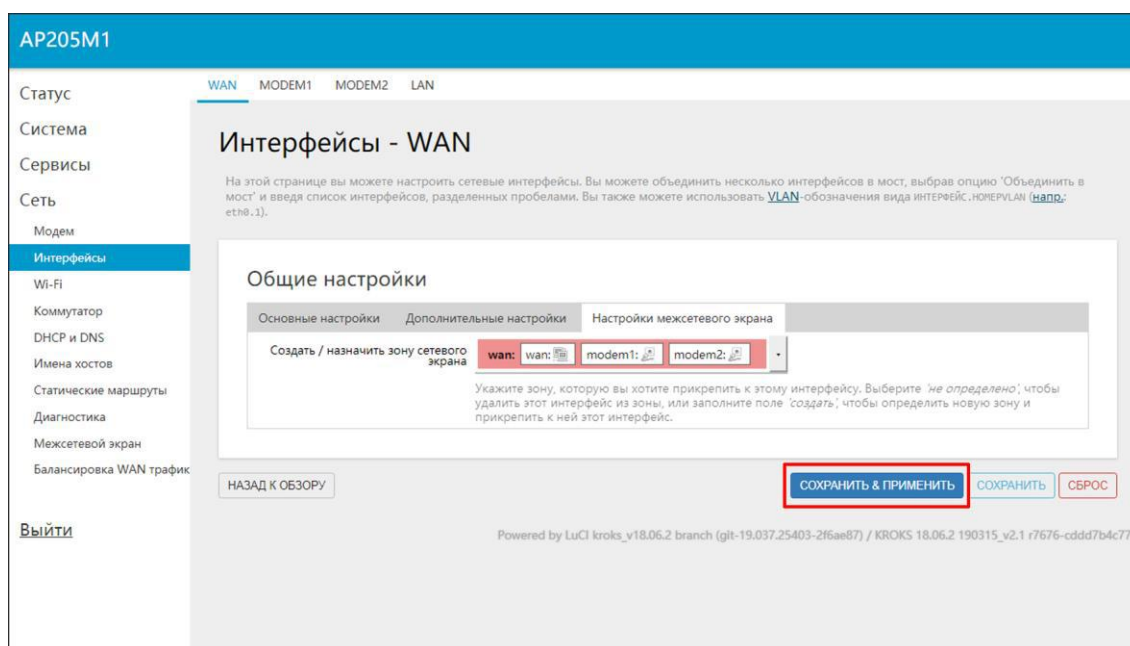 AP205M1
Статус
Система
Сервисы
Сеть
Модем
Интерфейсы
Wi-Fi
Коммутатор
DHCP и DNS
Имена хостов
Статические маршруты
Диагностика
Межсетевой экран
Балансировка WAN трафик
Выйти
WAN MODEM1 MODEM2 LAN
Интерфейсы - WAN
На этой странице вы можете настроить сетевые интерфейсы. Вы можете объединить несколько интерфейсов в мост, выбрав опцию 'Объединить в
мост' и введя список интерфейсов, разделенных пробелами. Вы также можете использовать VLAN-обозначения вида ИНТЕРФЕЙС.НОМЕРVLAN (напр.:
eth0.1).
Общие настройки
Основные настройки Дополнительные настройки Настройки межсетевого экрана
Создать / назначить зону сетевого
экрана
wan: wan: modem1: modem2:
Укажите зону, которую вы хотите прикрепить к этому интерфейсу. Выберите 'не определено', чтобы
удалить этот интерфейс из зоны, или заполните поле 'создать', чтобы определить новую зону и
прикрепить к ней этот интерфейс.
НАЗАД К ОБЗОРУ СОХРАНИТЬ & ПРИМЕНИТЬ СОХРАНИТЬ СБРОС
Powered by LuCI kroks_v18.06.2 branch (git-19.037.25403-2f6ae87) / KROKS 18.06.2 190315_v2.1 r7676-cddd7b4c77